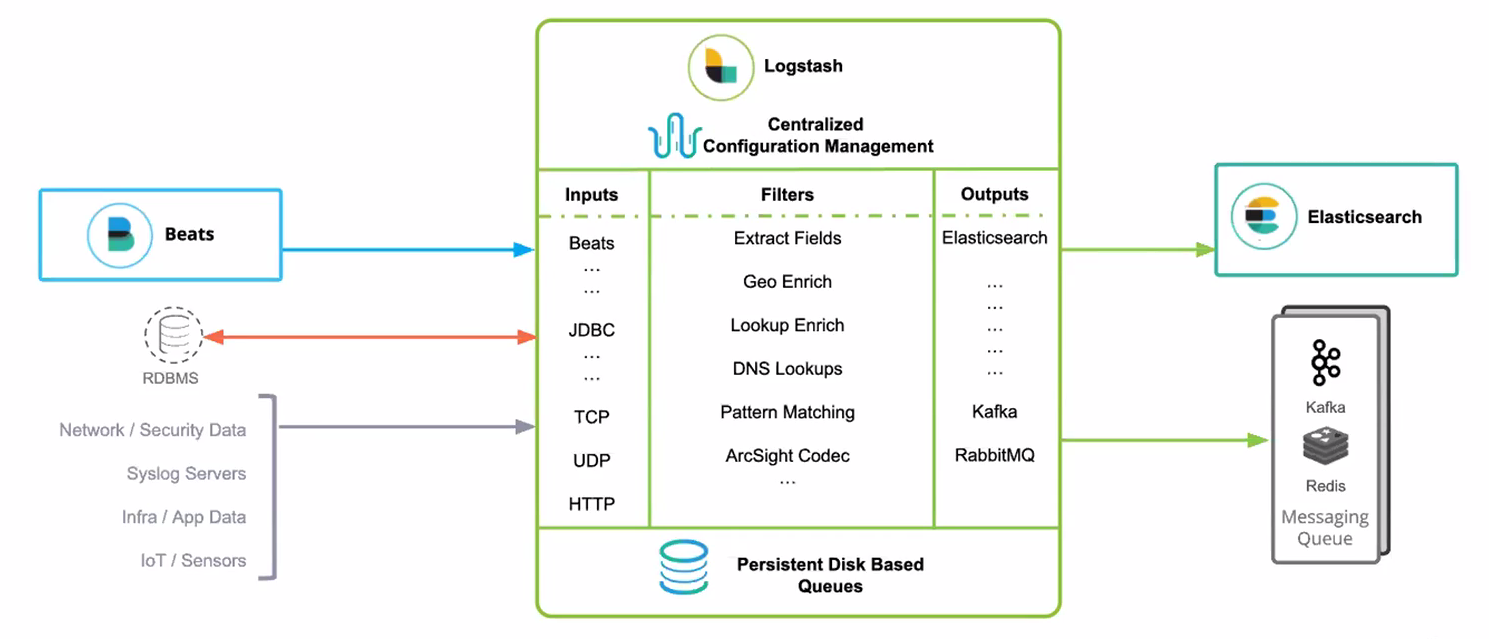 Logstash
Centralized
Configuration Management
Beats
RDBMS
Network / Security Data
Syslog Servers
Infra / App Data
IoT / Sensors
Inputs
Beats
...
...
JDBC
...
...
TCP
UDP
HTTP
Filters
Extract Fields
Geo Enrich
Lookup Enrich
DNS Lookups
Pattern Matching
ArcSight Codec
...
Outputs
Elasticsearch
...
...
...
...
...
Kafka
RabbitMQ
Persistent Disk Based
Queues
Elasticsearch
Kafka
Redis
Messaging
Queue